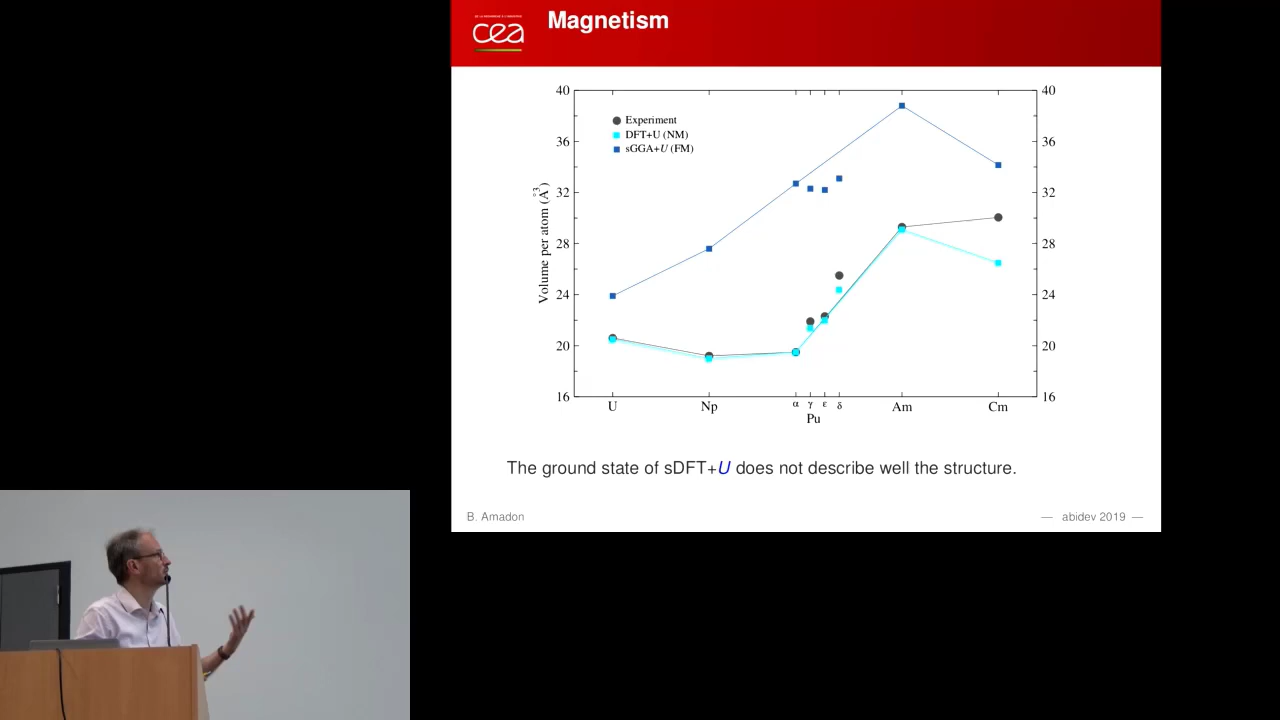 Magnetism
cea
40
36
32
28
24
20
16
Volume per atom (Å³)
Experiment
DFT+U (NM)
sGGA+U (FM)
40
36
32
28
24
20
16
U
Np
α
γ
ε
δ
Pu
Am
Cm
The ground state of sDFT+U does not describe well the structure.
B. Amadon
— abidev 2019 —